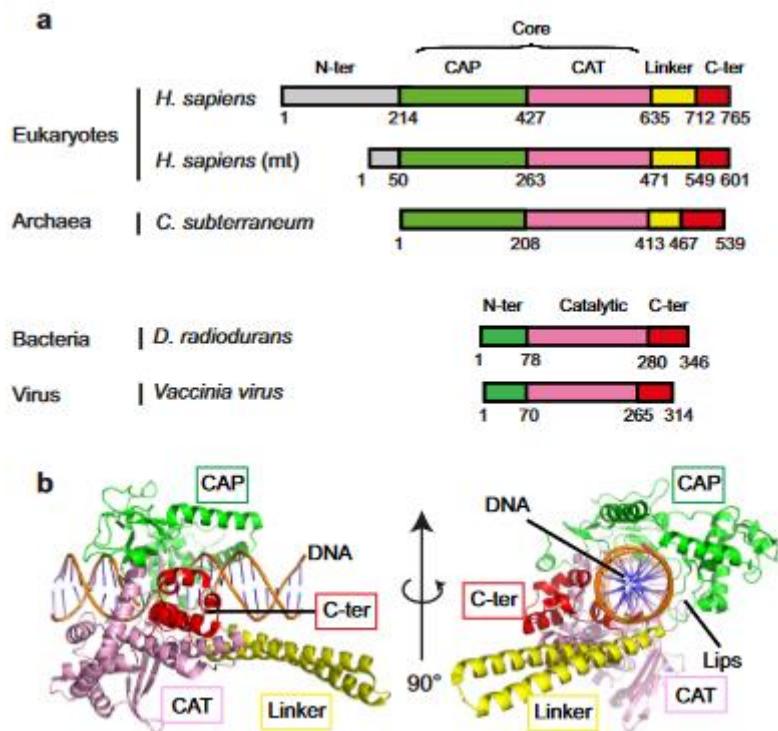 a
Core
N-ter CAP CAT Linker C-ter
Eukaryotes
H. sapiens
1 214 427 635 712 765
H. sapiens (mt)
1 50 263 471 549 601
Archaea C. subterraneum
1 208 413 467 539
N-ter Catalytic C-ter
Bacteria D. radiodurans
1 78 280 346
Virus Vaccinia virus
1 70 265 314
b
CAP
DNA
C-ter
CAT
Linker
90°
CAP
DNA
C-ter
Lips
Linker
CAT